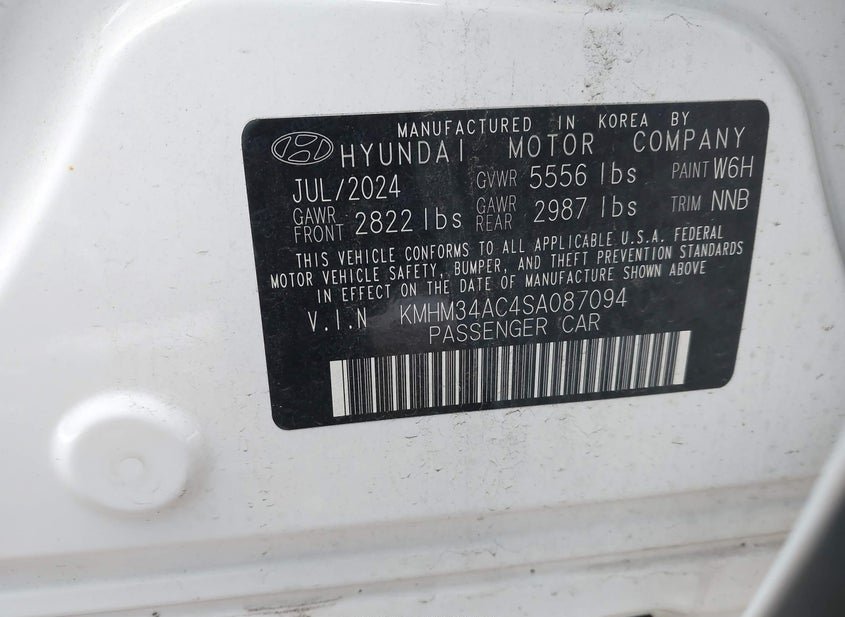 MANUFACTURED IN KOREA BY
HYUNDAI MOTOR COMPANY
JUL/2024 GVWR 5556 lbs PAINT W6H
GAWR FRONT 2822 lbs GAWR REAR 2987 lbs TRIM NNB
THIS VEHICLE CONFORMS TO ALL APPLICABLE U.S.A. FEDERAL
MOTOR VEHICLE SAFETY, BUMPER, AND THEFT PREVENTION STANDARDS
IN EFFECT ON THE DATE OF MANUFACTURE SHOWN ABOVE
V.I.N KMHM34AC4SA087094
PASSENGER CAR